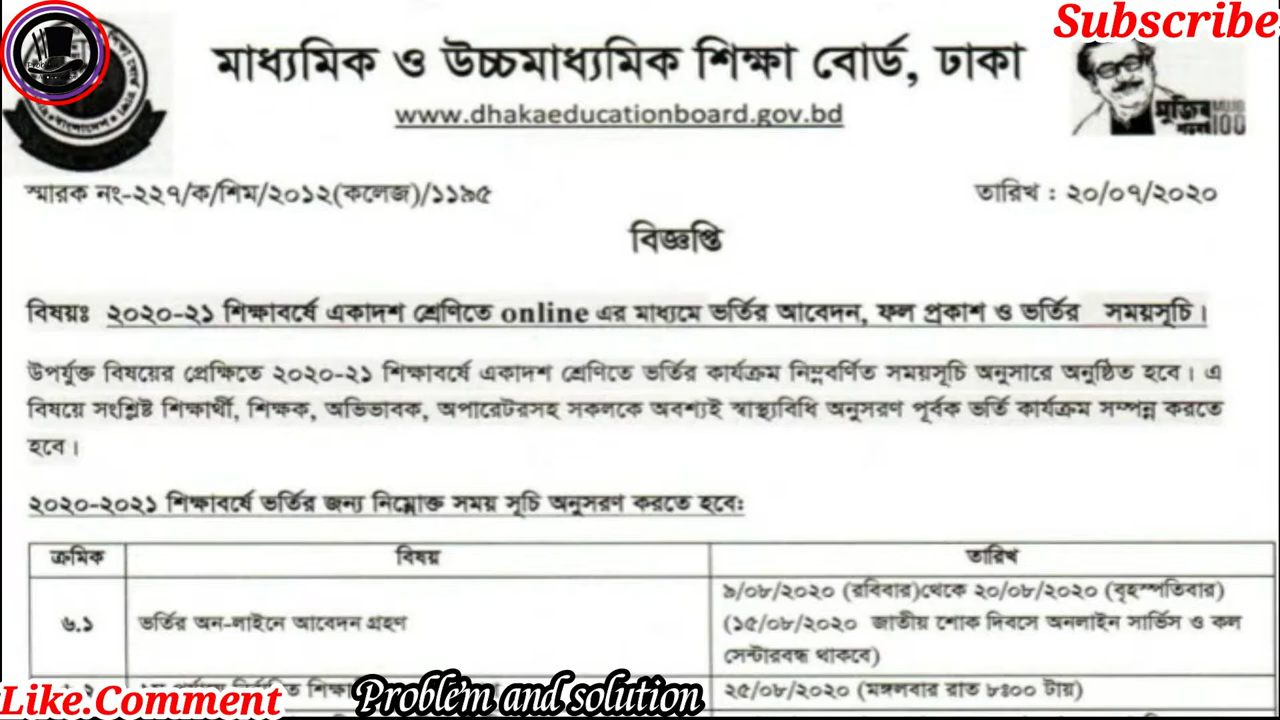 Subscribe
মাধ্যমিক ও উচ্চমাধ্যমিক শিক্ষা বোর্ড, ঢাকা
www.dhakaeducationboard.gov.bd
মুজিব
100
স্মারক নং-২২৭/ক/শিম/২০১২(কলেজ)/১১৯৫
তারিখ : ২০/০৭/২০২০
বিজ্ঞপ্তি
বিষয়ঃ ২০২০-২১ শিক্ষাবর্ষে একাদশ শ্রেণিতে online এর মাধ্যমে ভর্তির আবেদন, ফল প্রকাশ ও ভর্তির সময়সূচি।
উপর্যুক্ত বিষয়ের প্রেক্ষিতে ২০২০-২১ শিক্ষাবর্ষে একাদশ শ্রেণিতে ভর্তির কার্যক্রম নিম্নবর্ণিত সময়সূচি অনুসারে অনুষ্ঠিত হবে। এ
বিষয়ে সংশ্লিষ্ট শিক্ষার্থী, শিক্ষক, অভিভাবক, অপারেটরসহ সকলকে অবশ্যই স্বাস্থ্যবিধি অনুসরণ পূর্বক ভর্তি কার্যক্রম সম্পন্ন করতে
হবে।
২০২০-২০২১ শিক্ষাবর্ষে ভর্তির জন্য নিম্নোক্ত সময় সূচি অনুসরণ করতে হবেঃ
ক্রমিক বিষয় তারিখ
৬.১ ভর্তির অন-লাইনে আবেদন গ্রহণ
৯/০৮/২০২০ (রবিবার)থেকে ২০/০৮/২০২০ (বৃহস্পতিবার)
(১৫/০৮/২০২০ জাতীয় শোক দিবসে অনলাইন সার্ভিস ও কল
সেন্টারবন্ধ থাকবে)
২৫/০৮/২০২০ (মঙ্গলবার রাত ৮ঃ০০ টায়)
Like.Comment
Problem and solution